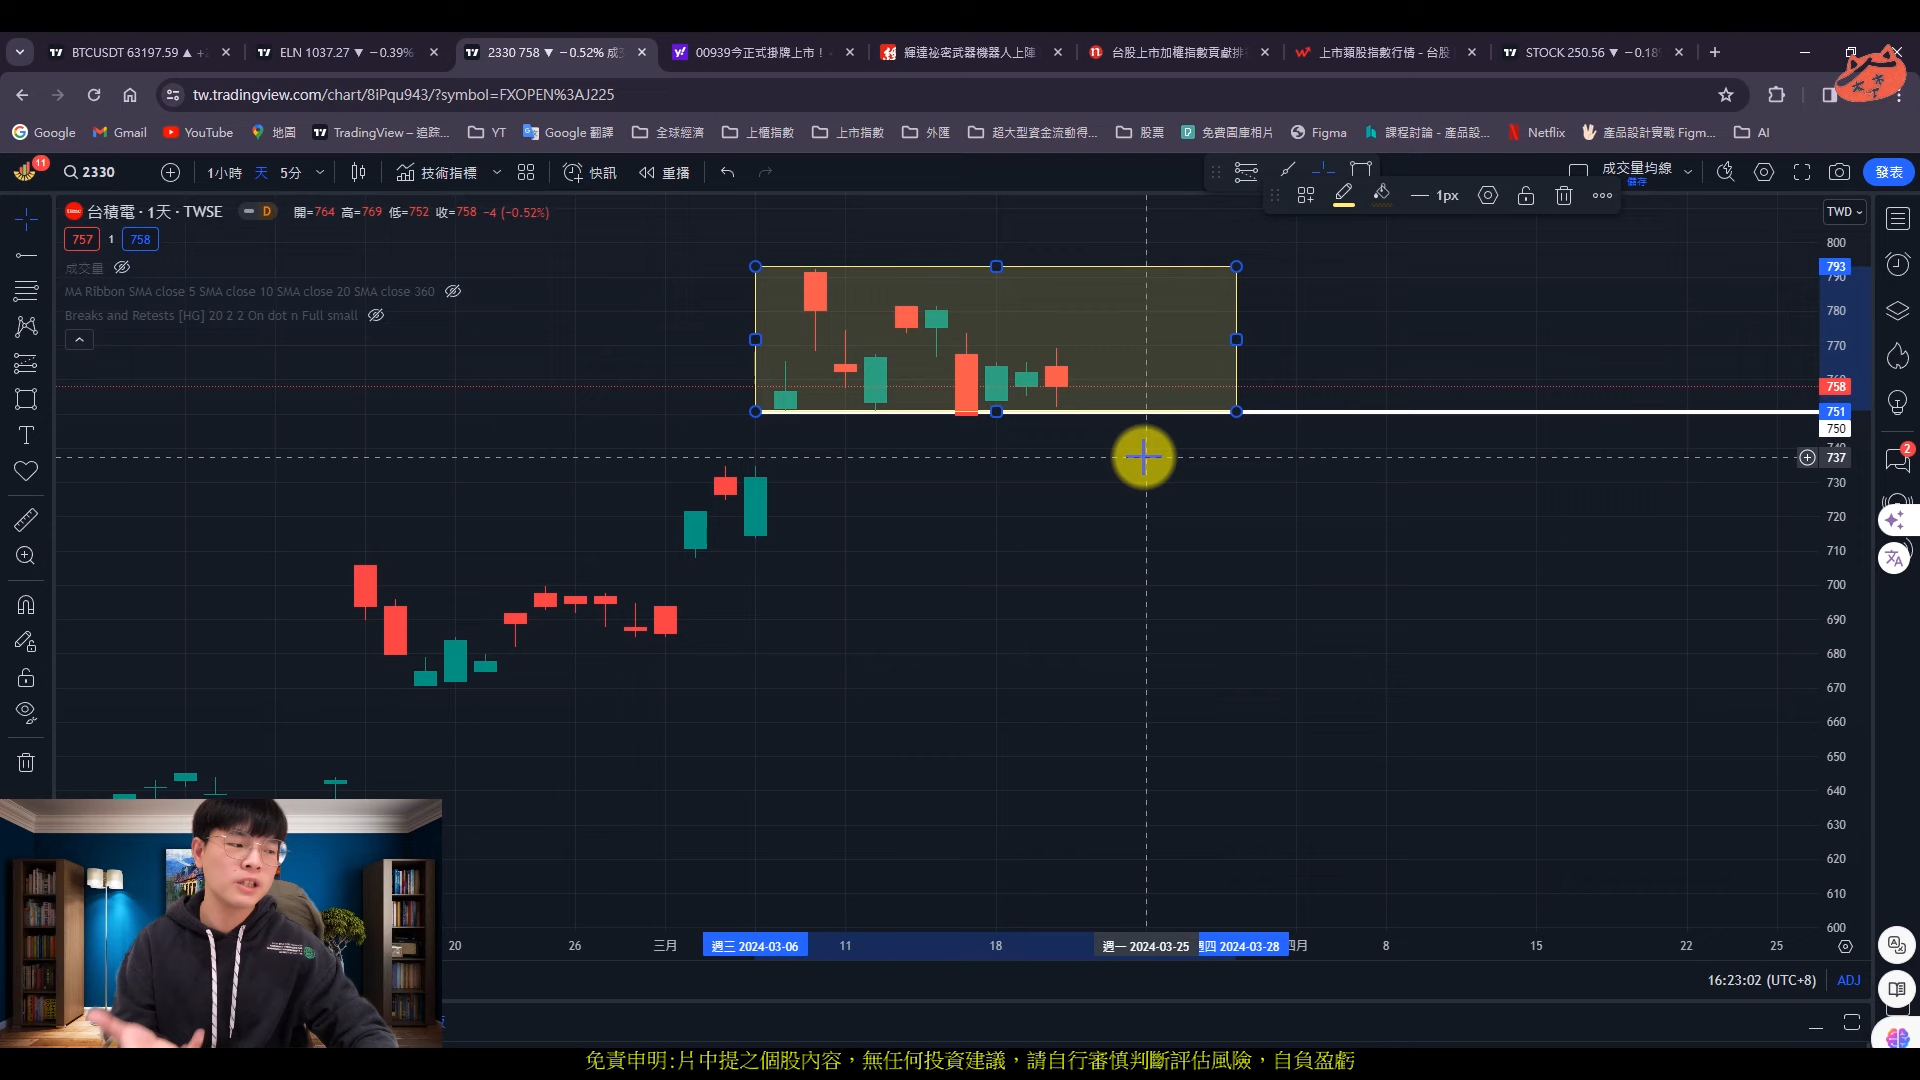 BTCUSDT 63197.59 ▲ +
ELN 1037.27 ▼ −0.39%
2330 758 ▼ −0.52% 成
00939今正式掛牌上市！
輝達祕密武器機器人上陣
台股上市加權指數貢獻排
上市類股指數行情 - 台股
STOCK 250.56 ▼ −0.18
tw.tradingview.com/chart/8iPqu943/?symbol=FXOPEN%3AJ225
Google
Gmail
YouTube
地圖
TradingView – 追踪...
YT
Google 翻譯
全球經濟
上櫃指數
上市指數
外匯
超大型資金流動得...
股票
免費圖庫相片
Figma
課程討論 - 產品設...
Netflix
產品設計實戰 Figm...
AI
11
2330
1小時
天
5分
技術指標
快訊
重播
成交量均線
儲存
發表
1px
台積電 · 1天 · TWSE
D
開=764 高=769 低=752 收=758 −4 (−0.52%)
TWD
757
1
758
成交量
MA Ribbon SMA close 5 SMA close 10 SMA close 20 SMA close 360
Breaks and Retests [HG] 20 2 2 On dot n Full small
800
793
790
780
770
758
751
750
737
730
720
710
700
690
680
670
660
650
640
630
620
610
600
2
20
26
三月
週三 2024-03-06
11
18
週一 2024-03-25
週四 2024-03-28
四月
8
15
22
25
16:23:02 (UTC+8)
ADJ
免責申明:片中提之個股內容，無任何投資建議，請自行審慎判斷評估風險，自負盈虧